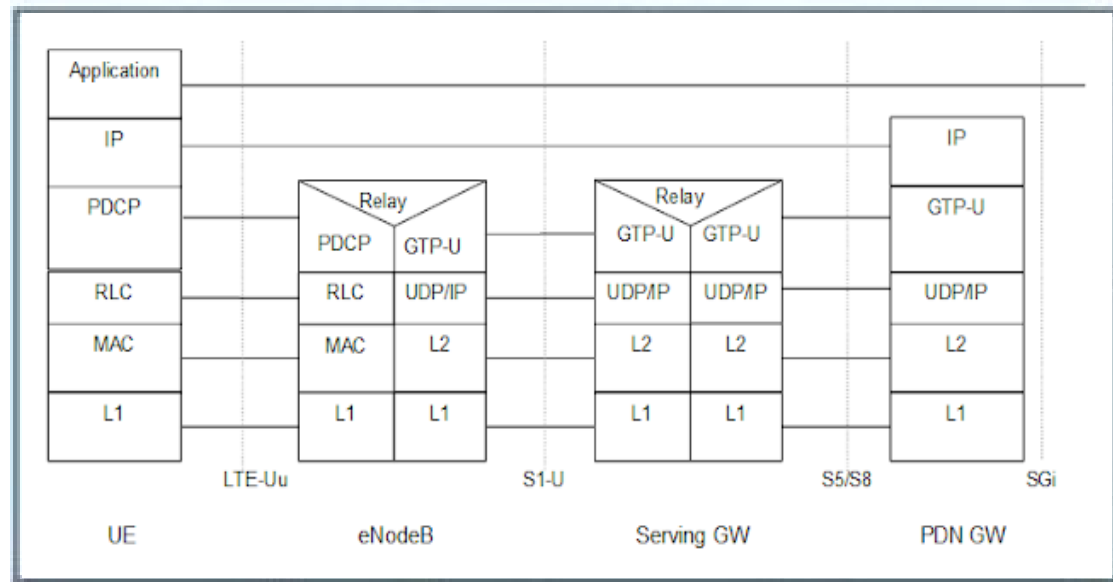 Application
IP
IP
Relay
Relay
PDCP
GTP-U
PDCP
GTP-U
GTP-U
GTP-U
RLC
RLC
UDP/IP
UDP/IP
UDP/IP
UDP/IP
MAC
MAC
L2
L2
L2
L2
L1
L1
L1
L1
L1
L1
LTE-Uu
S1-U
S5/S8
SGi
UE
eNodeB
Serving GW
PDN GW